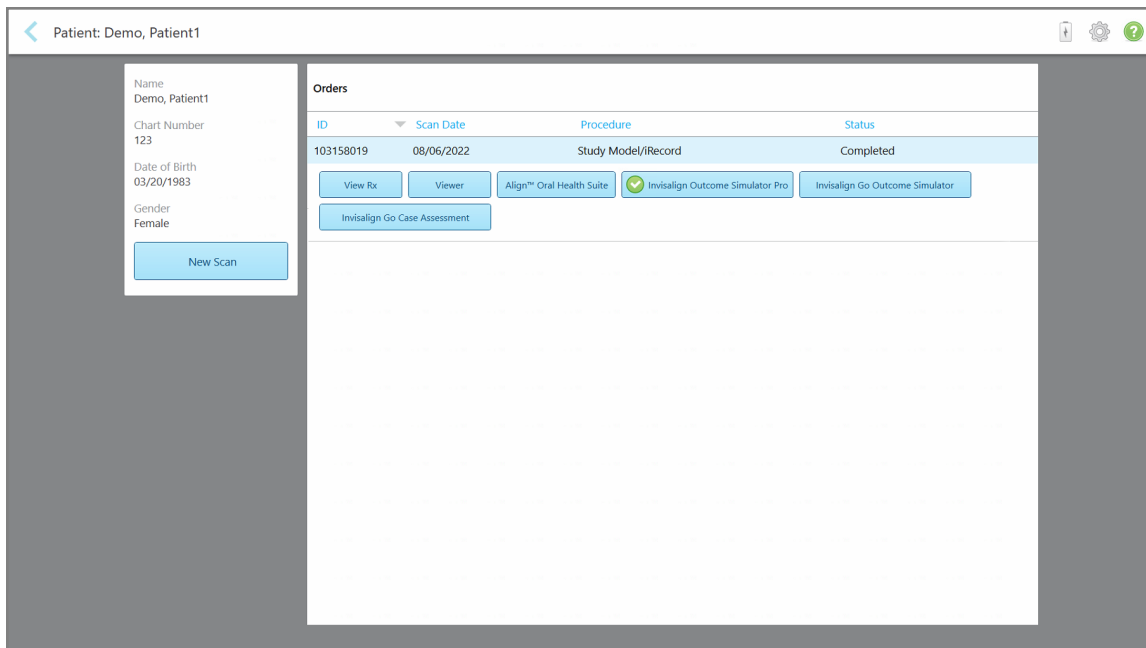 Patient: Demo, Patient1
?
Name
Demo, Patient1
Chart Number
123
Date of Birth
03/20/1983
Gender
Female
New Scan
Orders
ID Scan Date Procedure Status
103158019 08/06/2022 Study Model/iRecord Completed
View Rx Viewer Align™ Oral Health Suite Invisalign Outcome Simulator Pro Invisalign Go Outcome Simulator
Invisalign Go Case Assessment